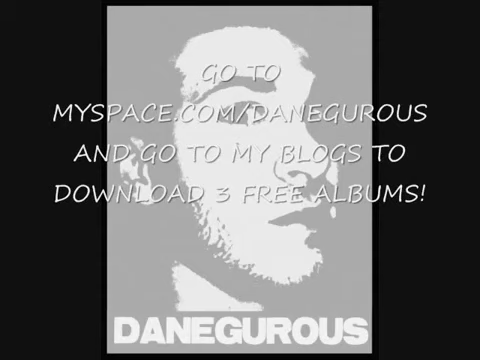 GO TO
MYSPACE.COM/DANEGUROUS
AND GO TO MY BLOGS TO
DOWNLOAD 3 FREE ALBUMS!
DANEGUROUS